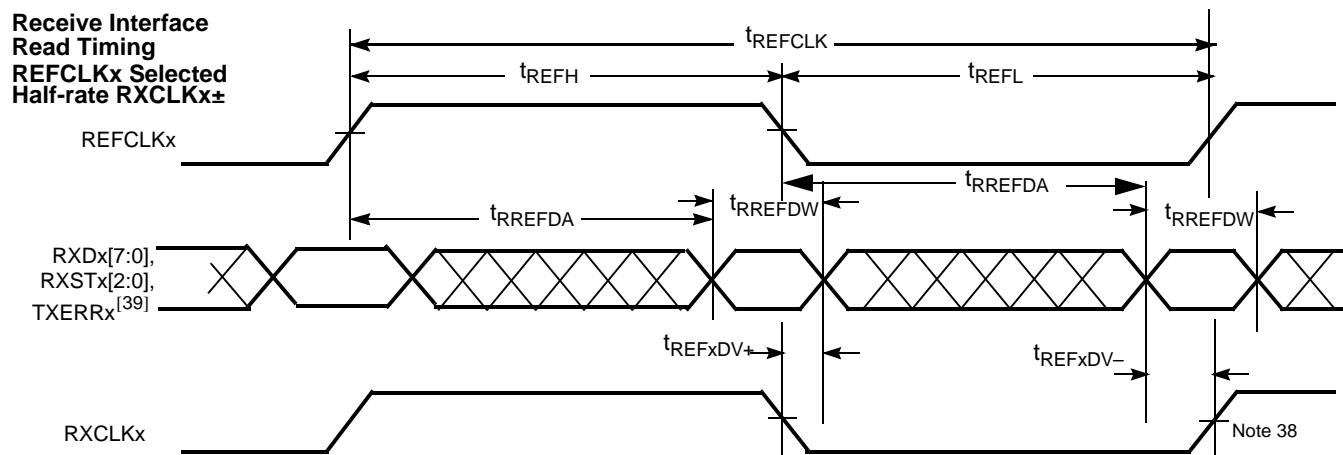 Receive Interface
Read Timing
REFCLKx Selected
Half-rate RXCLKx±
tREFCLK
tREFH
tREFL
REFCLKx
tRREFDA
tRREFDW
tRREFDA
tRREFDW
RXDx[7:0],
RXSTx[2:0],
TXERRx[39]
tREFxDV+
tREFxDV–
RXCLKx
Note 38